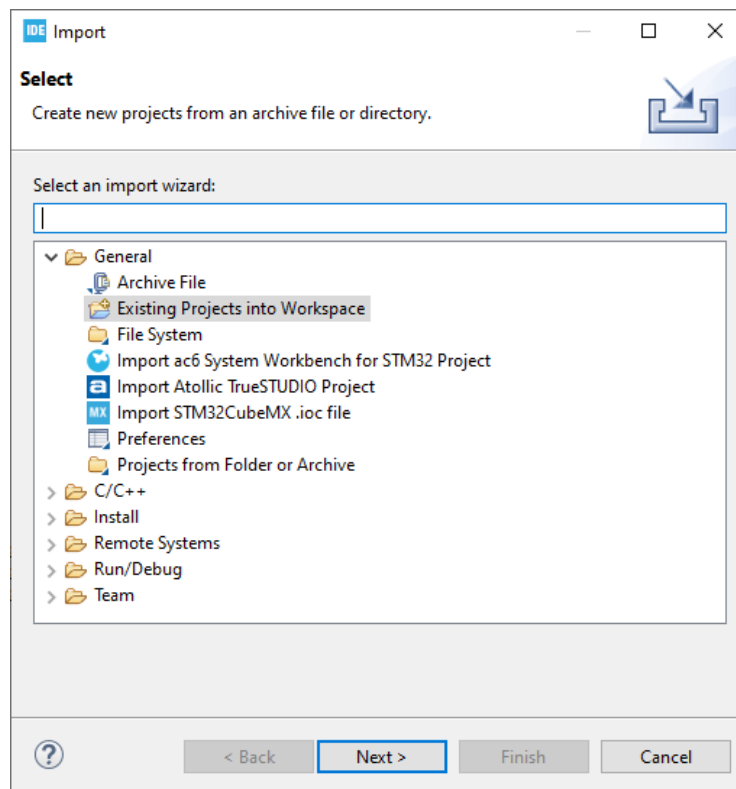 IDE Import
Select
Create new projects from an archive file or directory.
Select an import wizard:
General
Archive File
Existing Projects into Workspace
File System
Import ac6 System Workbench for STM32 Project
a Import Atollic TrueSTUDIO Project
MX Import STM32CubeMX .ioc file
Preferences
Projects from Folder or Archive
C/C++
Install
Remote Systems
Run/Debug
Team
? < Back Next > Finish Cancel